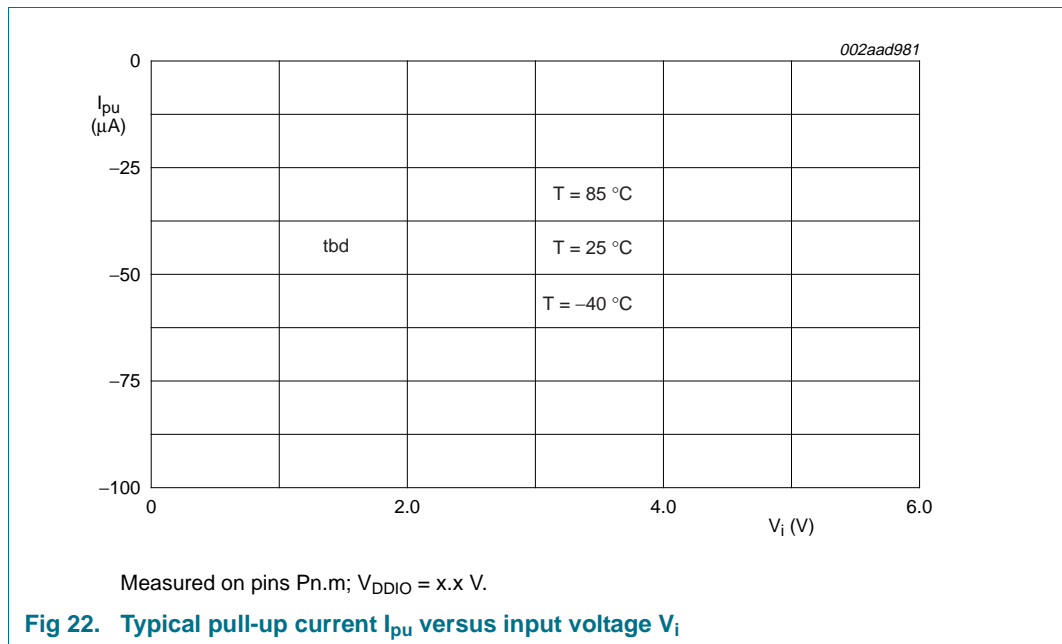 002aad981
0
Ipu
(μA)
−25
T = 85 °C
tbd
T = 25 °C
−50
T = −40 °C
−75
−100
0 2.0 4.0 6.0
Vi (V)
Measured on pins Pn.m; VDDIO = x.x V.
Fig 22. Typical pull-up current Ipu versus input voltage Vi